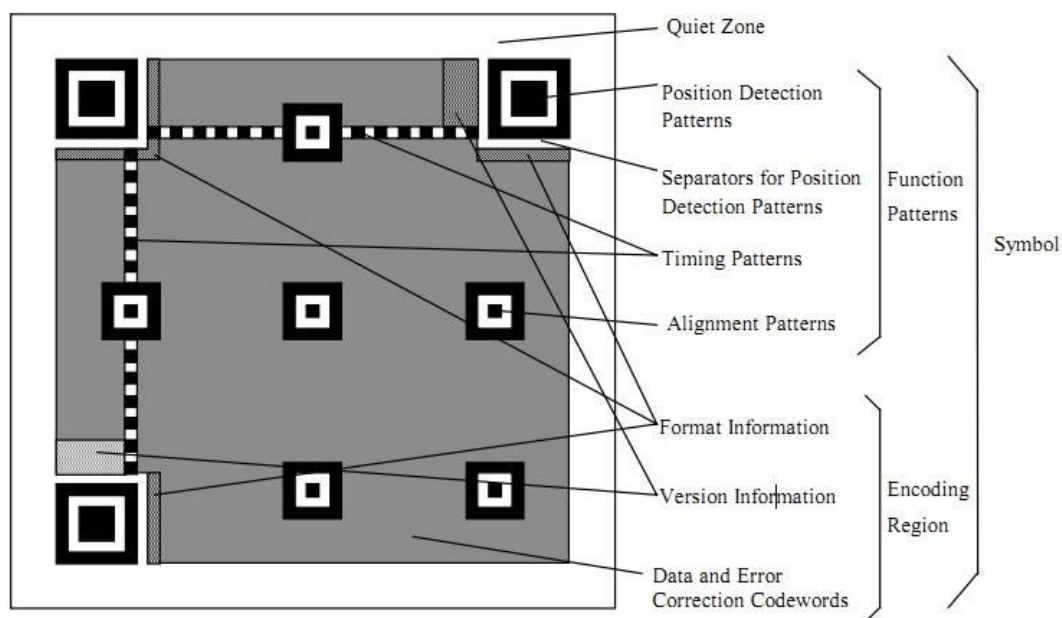 Quiet Zone
Position Detection
Patterns
Separators for Position
Detection Patterns
Function
Patterns
Symbol
Timing Patterns
Alignment Patterns
Format Information
Version Information
Encoding
Region
Data and Error
Correction Codewords